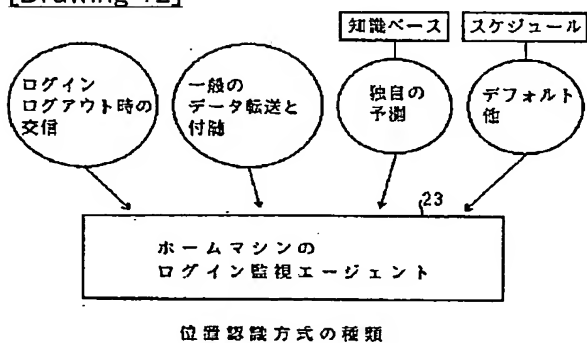 [Drawing 12]
知識ベース
スケジュール
ログイン
ログアウト時の
交信
一般の
データ転送と
付随
独自の
予測
デフォルト
他
23
ホームマシンの
ログイン監視エージェント
位置認識方式の種類